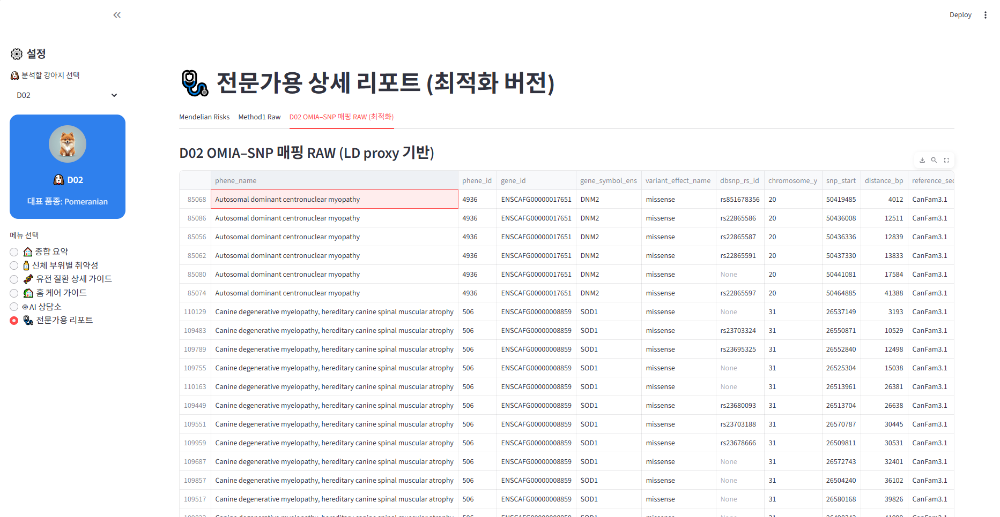 Deploy
설정
분석할 강아지 선택
D02
D02
대표 품종: Pomeranian
메뉴 선택
종합 요약
신체 부위별 취약성
유전 질환 상세 가이드
홈 케어 가이드
AI 상담소
전문가용 리포트
전문가용 상세 리포트 (최적화 버전)
Mendelian Risks Method1 Raw D02 OMIA–SNP 매핑 RAW (최적화)
D02 OMIA–SNP 매핑 RAW (LD proxy 기반)
phene_name phene_id gene_id gene_symbol_ens variant_effect_name dbsnp_rs_id chromosome_y snp_start distance_bp reference_sec
85068 Autosomal dominant centronuclear myopathy 4936 ENSCAFG00000017651 DNM2 missense rs851678356 20 50419485 4012 CanFam3.1
85086 Autosomal dominant centronuclear myopathy 4936 ENSCAFG00000017651 DNM2 missense rs22865586 20 50436008 12511 CanFam3.1
85056 Autosomal dominant centronuclear myopathy 4936 ENSCAFG00000017651 DNM2 missense rs22865587 20 50436336 12839 CanFam3.1
85062 Autosomal dominant centronuclear myopathy 4936 ENSCAFG00000017651 DNM2 missense rs22865591 20 50437330 13833 CanFam3.1
85080 Autosomal dominant centronuclear myopathy 4936 ENSCAFG00000017651 DNM2 missense None 20 50441081 17584 CanFam3.1
85074 Autosomal dominant centronuclear myopathy 4936 ENSCAFG00000017651 DNM2 missense rs22865597 20 50464885 41388 CanFam3.1
110129 Canine degenerative myelopathy, hereditary canine spinal muscular atrophy 506 ENSCAFG00000008859 SOD1 missense None 31 26537149 3193 CanFam3.1
109483 Canine degenerative myelopathy, hereditary canine spinal muscular atrophy 506 ENSCAFG00000008859 SOD1 missense rs23703324 31 26550871 10529 CanFam3.1
109789 Canine degenerative myelopathy, hereditary canine spinal muscular atrophy 506 ENSCAFG00000008859 SOD1 missense rs23695325 31 26552840 12498 CanFam3.1
109755 Canine degenerative myelopathy, hereditary canine spinal muscular atrophy 506 ENSCAFG00000008859 SOD1 missense None 31 26525304 15038 CanFam3.1
110163 Canine degenerative myelopathy, hereditary canine spinal muscular atrophy 506 ENSCAFG00000008859 SOD1 missense None 31 26513961 26381 CanFam3.1
109449 Canine degenerative myelopathy, hereditary canine spinal muscular atrophy 506 ENSCAFG00000008859 SOD1 missense rs23680093 31 26513704 26638 CanFam3.1
109551 Canine degenerative myelopathy, hereditary canine spinal muscular atrophy 506 ENSCAFG00000008859 SOD1 missense rs23703188 31 26570787 30445 CanFam3.1
109959 Canine degenerative myelopathy, hereditary canine spinal muscular atrophy 506 ENSCAFG00000008859 SOD1 missense rs23678666 31 26509811 30531 CanFam3.1
109687 Canine degenerative myelopathy, hereditary canine spinal muscular atrophy 506 ENSCAFG00000008859 SOD1 missense None 31 26572743 32401 CanFam3.1
109857 Canine degenerative myelopathy, hereditary canine spinal muscular atrophy 506 ENSCAFG00000008859 SOD1 missense None 31 26504240 36102 CanFam3.1
109517 Canine degenerative myelopathy, hereditary canine spinal muscular atrophy 506 ENSCAFG00000008859 SOD1 missense None 31 26580168 39826 CanFam3.1